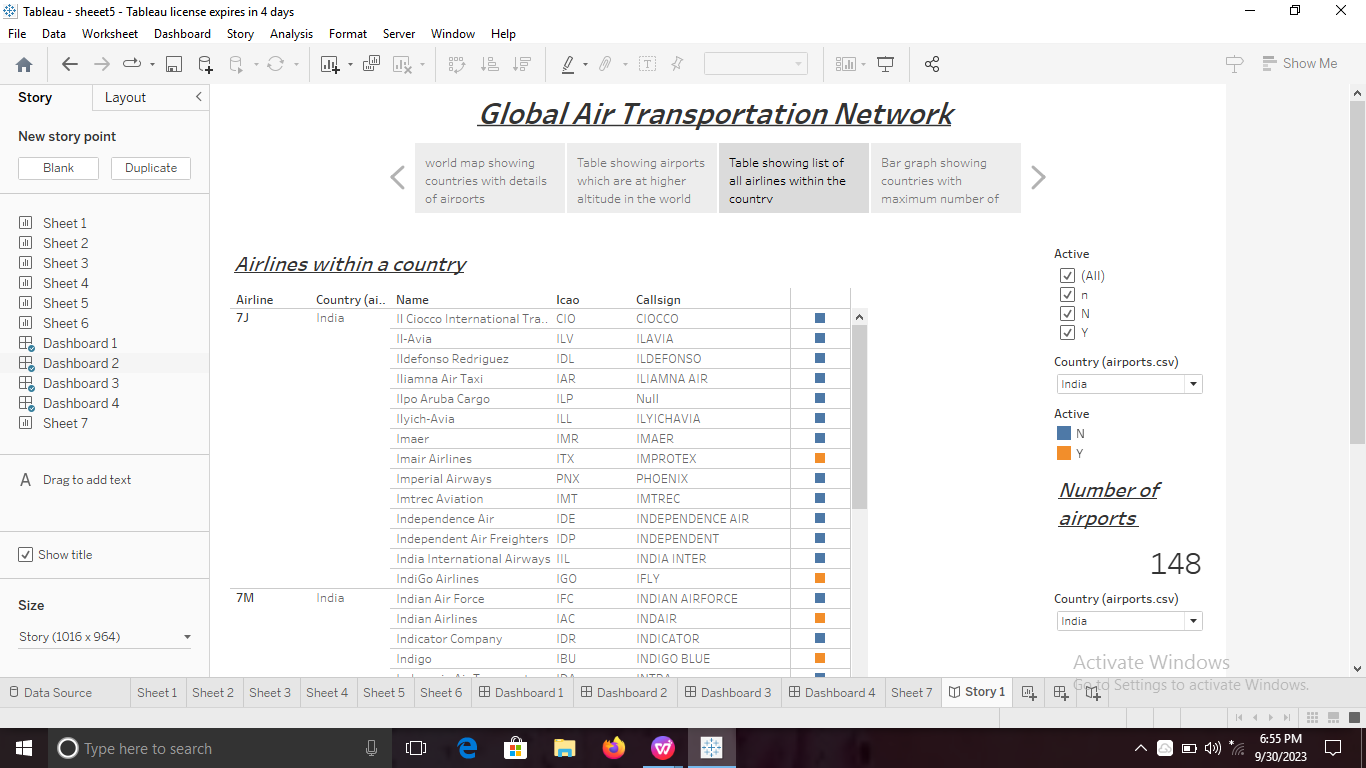 Tableau - sheeet5 - Tableau license expires in 4 days
File Data Worksheet Dashboard Story Analysis Format Server Window Help
Show Me
Story Layout
New story point
Blank Duplicate
Sheet 1
Sheet 2
Sheet 3
Sheet 4
Sheet 5
Sheet 6
Dashboard 1
Dashboard 2
Dashboard 3
Dashboard 4
Sheet 7
A Drag to add text
Show title
Size
Story (1016 x 964)
Global Air Transportation Network
world map showing
countries with details
of airports
Table showing airports
which are at higher
altitude in the world
Table showing list of
all airlines within the
country
Bar graph showing
countries with
maximum number of
Airlines within a country
Airline Country (ai.. Name Icao Callsign
7J India Il Ciocco International Tra.. CIO CIOCCO
Il-Avia ILV ILAVIA
Ildefonso Redriguez IDL ILDEFONSO
Iliamna Air Taxi IAR ILIAMNA AIR
Ilpo Aruba Cargo ILP Null
Ilyich-Avia ILL ILYICHAVIA
Imaer IMR IMAER
Imair Airlines ITX IMPROTEX
Imperial Airways PNX PHOENIX
Imtrec Aviation IMT IMTREC
Independence Air IDE INDEPENDENCE AIR
Independent Air Freighters IDP INDEPENDENT
India International Airways IIL INDIA INTER
IndiGo Airlines IGO IFLY
7M India Indian Air Force IFC INDIAN AIRFORCE
Indian Airlines IAC INDAIR
Indicator Company IDR INDICATOR
Indigo IBU INDIGO BLUE
Active
(All)
n
N
Y
Country (airports.csv)
India
Active
N
Y
Number of
airports
148
Country (airports.csv)
India
Activate Windows
Go to Settings to activate Windows.
Data Source Sheet 1 Sheet 2 Sheet 3 Sheet 4 Sheet 5 Sheet 6 Dashboard 1 Dashboard 2 Dashboard 3 Dashboard 4 Sheet 7 Story 1
Type here to search
6:55 PM
9/30/2023